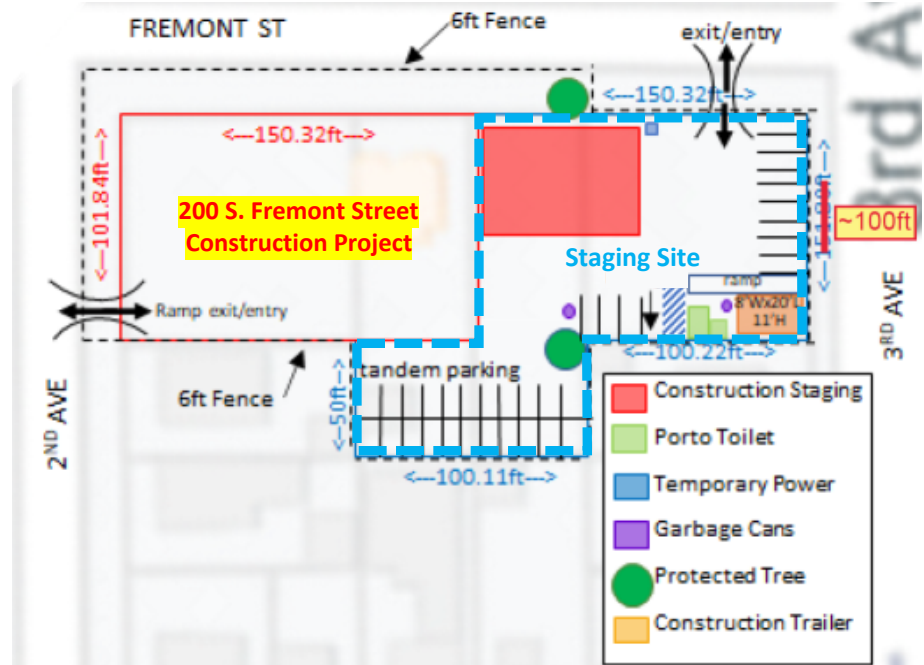 FREMONT ST
6ft Fence
exit/entry
3rd A
<---150.32ft--->
<---150.32ft--->
<---101.84ft--->
200 S. Fremont Street
Construction Project
~100ft
Staging Site
ramp
8'Wx20'L
11'H
Ramp exit/entry
3RD AVE
<---100.22ft--->
tandem parking
6ft Fence
<--50ft-->
2ND AVE
<---100.11ft--->
Construction Staging
Porto Toilet
Temporary Power
Garbage Cans
Protected Tree
Construction Trailer